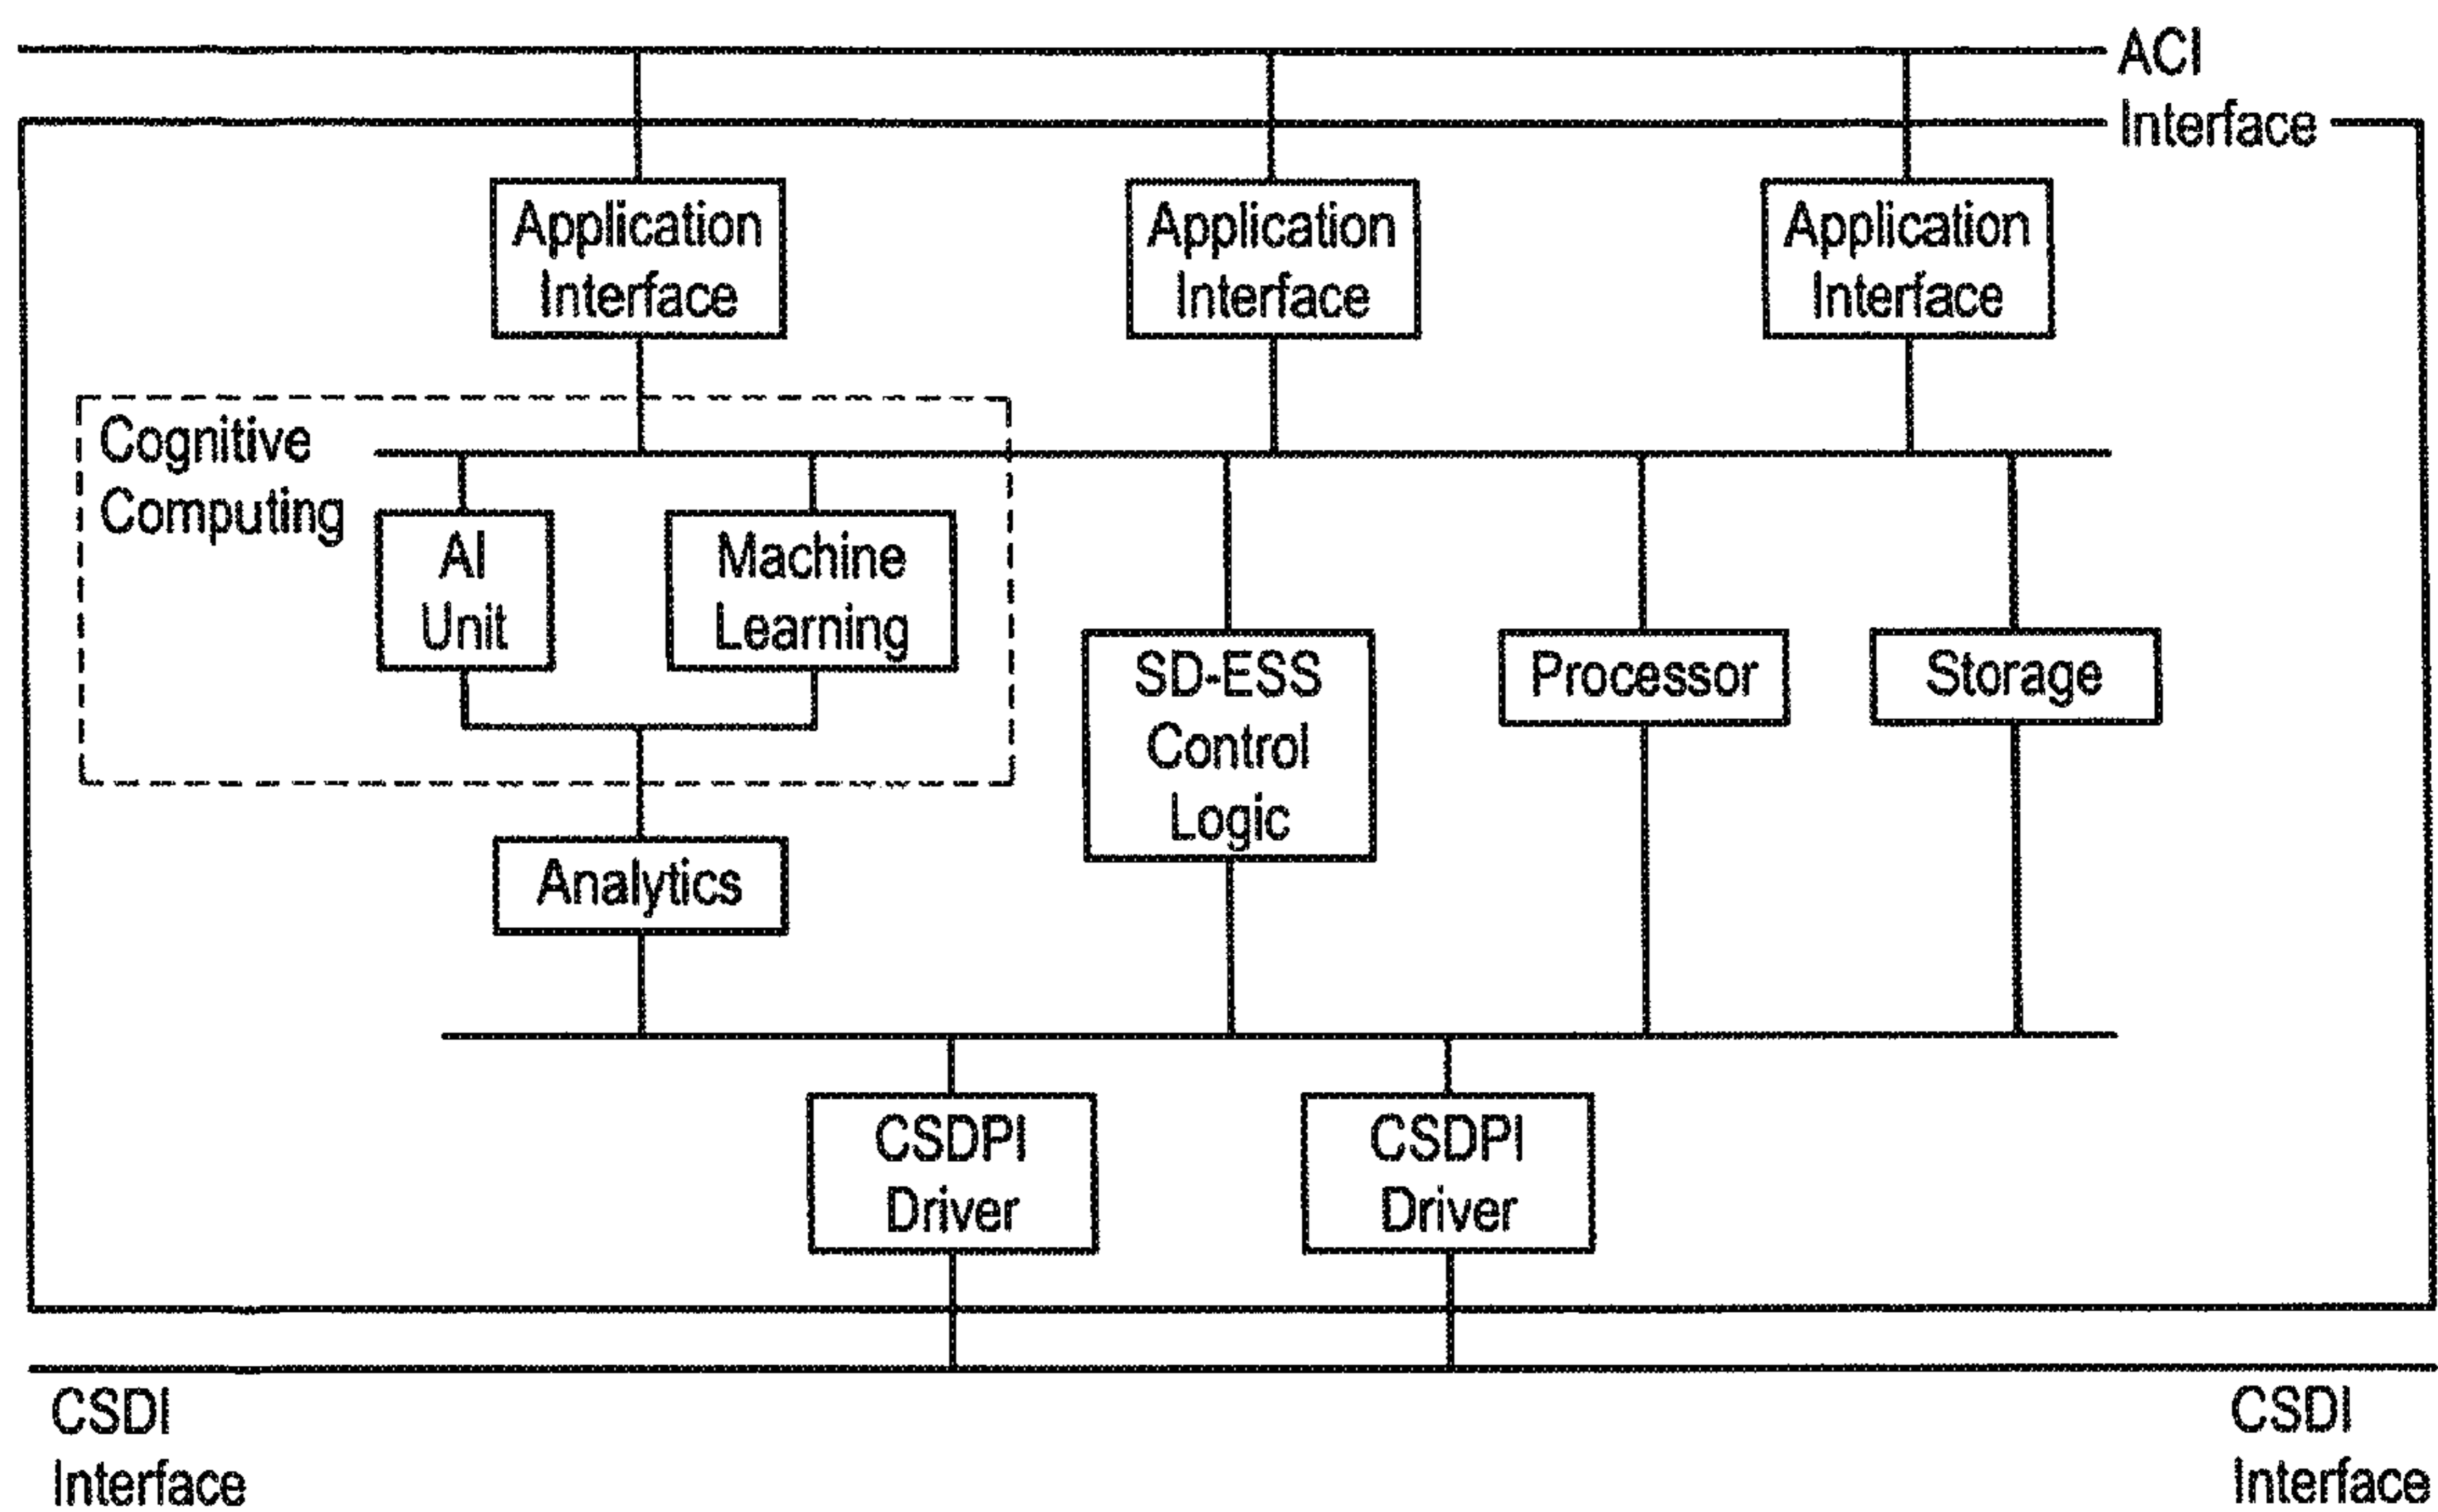 ACI
Interface
Application
Interface
Application
Interface
Application
Interface
Cognitive
Computing
AI
Unit
Machine
Learning
SD-ESS
Control
Logic
Processor
Storage
Analytics
CSDPI
Driver
CSDPI
Driver
CSDI
Interface
CSDI
Interface